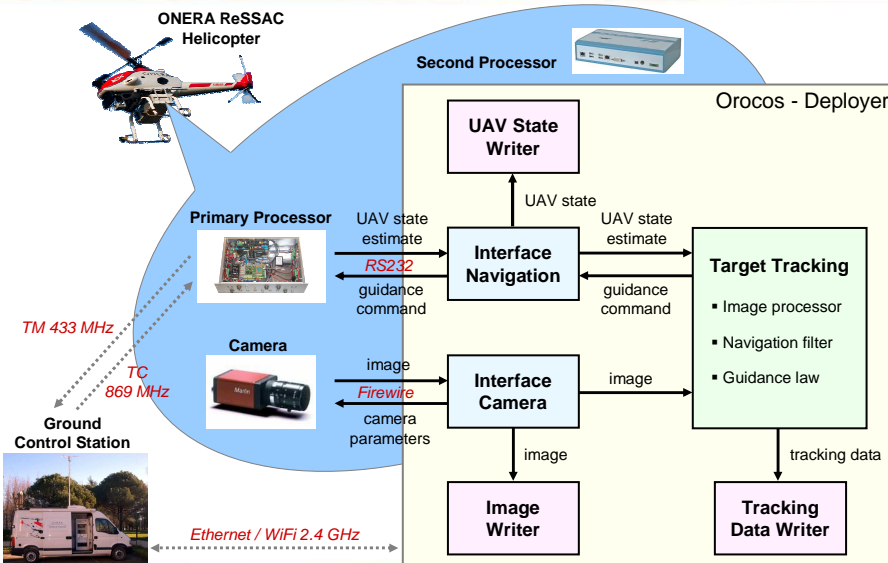 ONERA ReSSAC
Helicopter
Second Processor
Orocos - Deployer
UAV State
Writer
UAV state
Primary Processor
UAV state
estimate
RS232
guidance
command
Interface
Navigation
UAV state
estimate
guidance
command
Target Tracking
▪ Image processor
▪ Navigation filter
▪ Guidance law
TM 433 MHz
TC
869 MHz
Camera
Marlin
image
Firewire
camera
parameters
Interface
Camera
image
image
tracking data
Ground
Control Station
Ethernet / WiFi 2.4 GHz
Image
Writer
Tracking
Data Writer